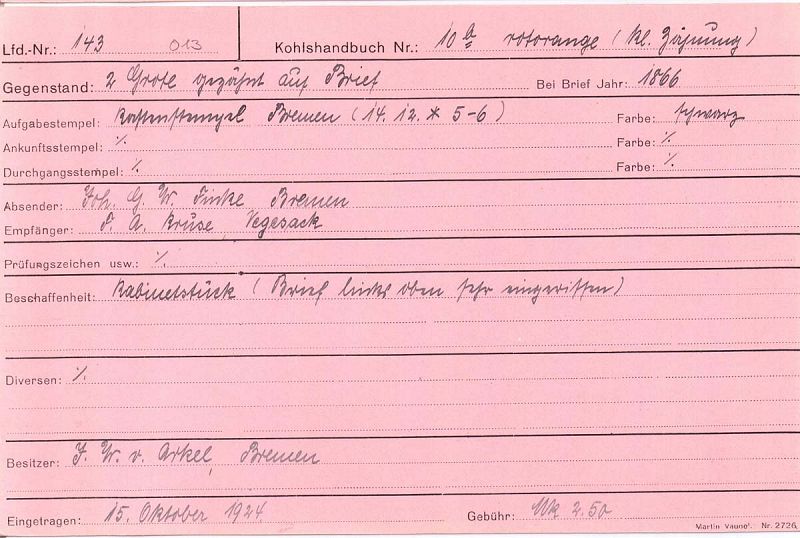 Lfd.-Nr.: 143 013 Kohlshandbuch Nr.: 10 a rotorange (kl. Zähnung)
Gegenstand: 2 Grote gezähnt auf Brief Bei Brief Jahr: 1866
Aufgabestempel: Kastenstempel Bremen (14. 12. * 5-6) Farbe: schwarz
Ankunftsstempel: ∕. Farbe: ∕.
Durchgangsstempel: ∕. Farbe: ∕.
Absender: Joh. G. W. Finke Bremen
Empfänger: F. A. Kruse, Vegesack
Prüfungszeichen usw.: ∕.
Beschaffenheit: Kabinetstück (Brief links oben sehr eingerissen)
Diversen: ∕.
Besitzer: J. W. v. Arkel, Bremen
Eingetragen: 15. Oktober 1924 Gebühr: Mk 2.50
Martin Nr. 2726.